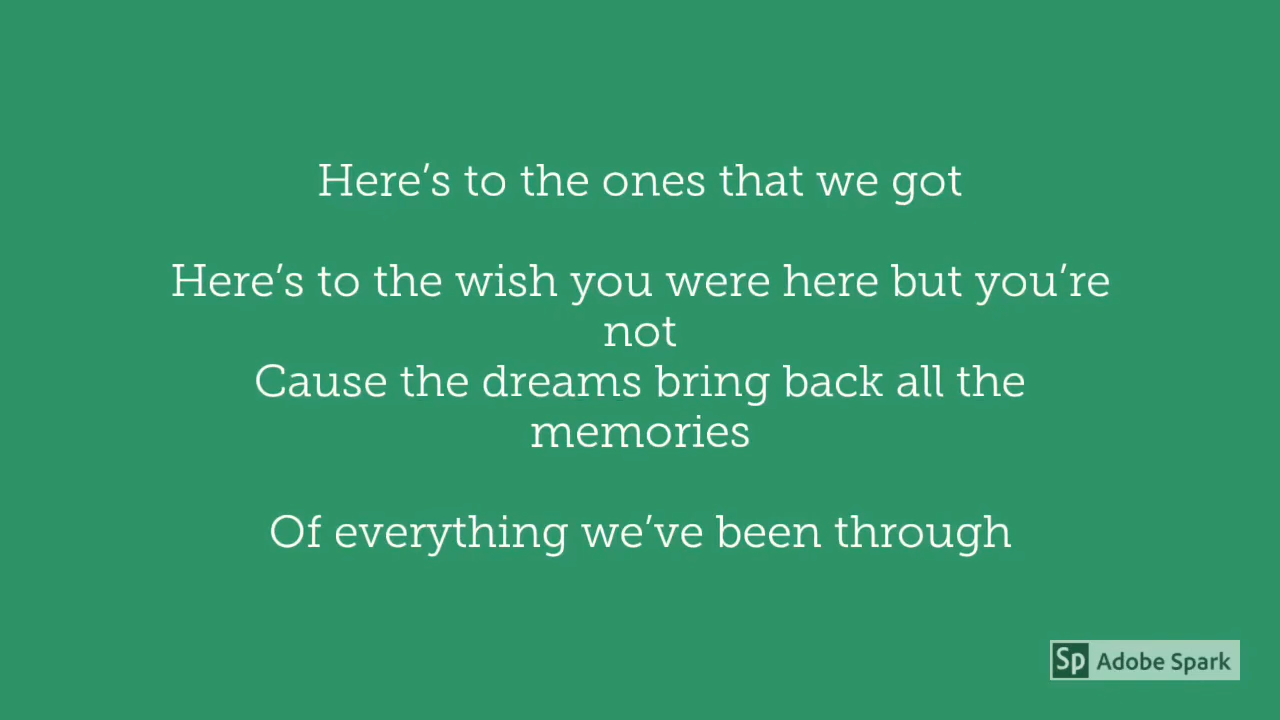 Here’s to the ones that we got
Here’s to the wish you were here but you’re
not
Cause the dreams bring back all the
memories
Of everything we’ve been through
Sp Adobe Spark